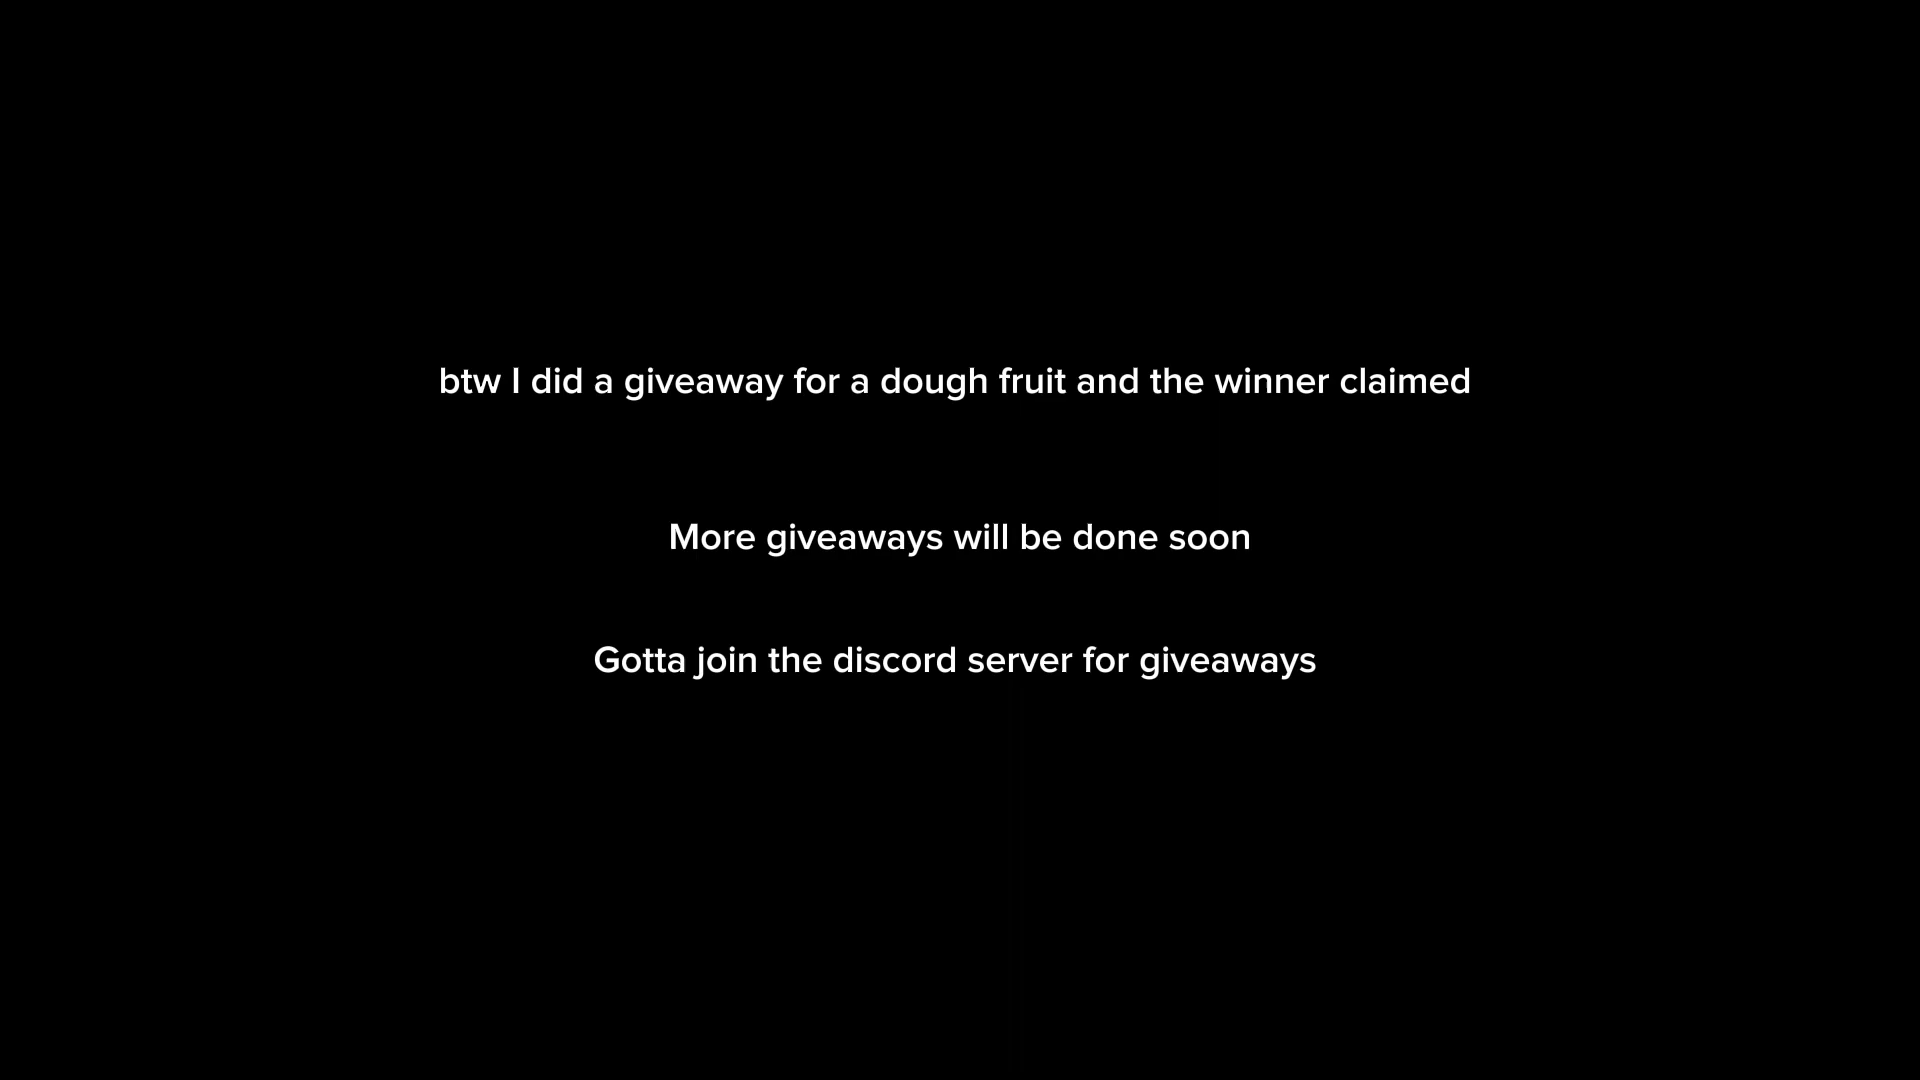 btw I did a giveaway for a dough fruit and the winner claimed
More giveaways will be done soon
Gotta join the discord server for giveaways